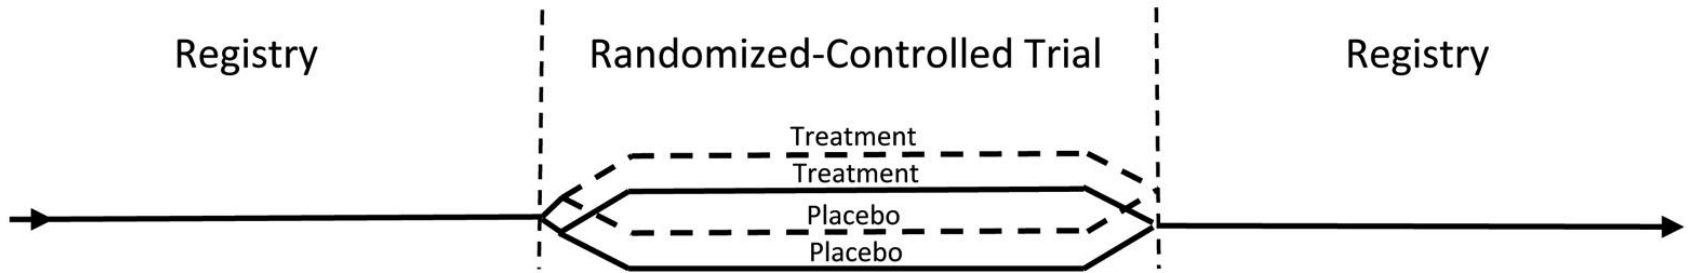 Registry
Randomized-Controlled Trial
Registry
Treatment
Treatment
Placebo
Placebo